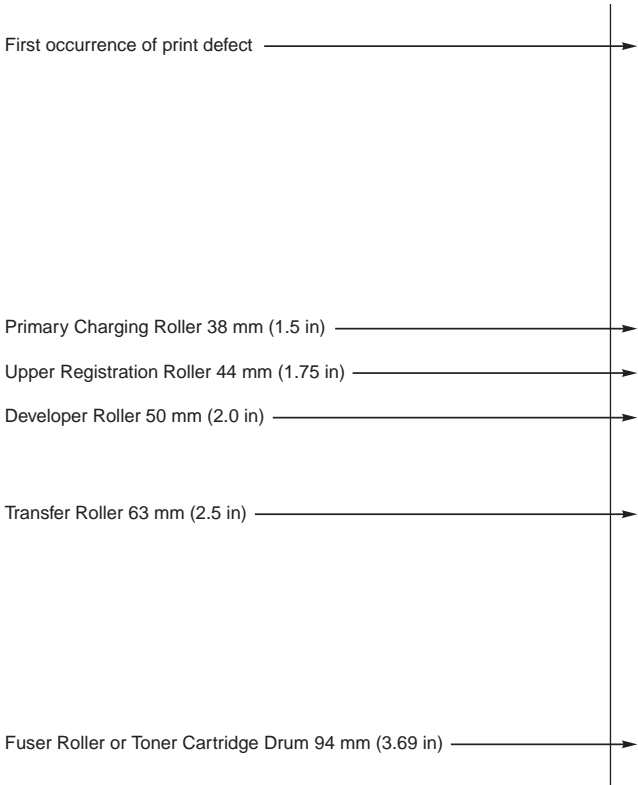 First occurrence of print defect
Primary Charging Roller 38 mm (1.5 in)
Upper Registration Roller 44 mm (1.75 in)
Developer Roller 50 mm (2.0 in)
Transfer Roller 63 mm (2.5 in)
Fuser Roller or Toner Cartridge Drum 94 mm (3.69 in)